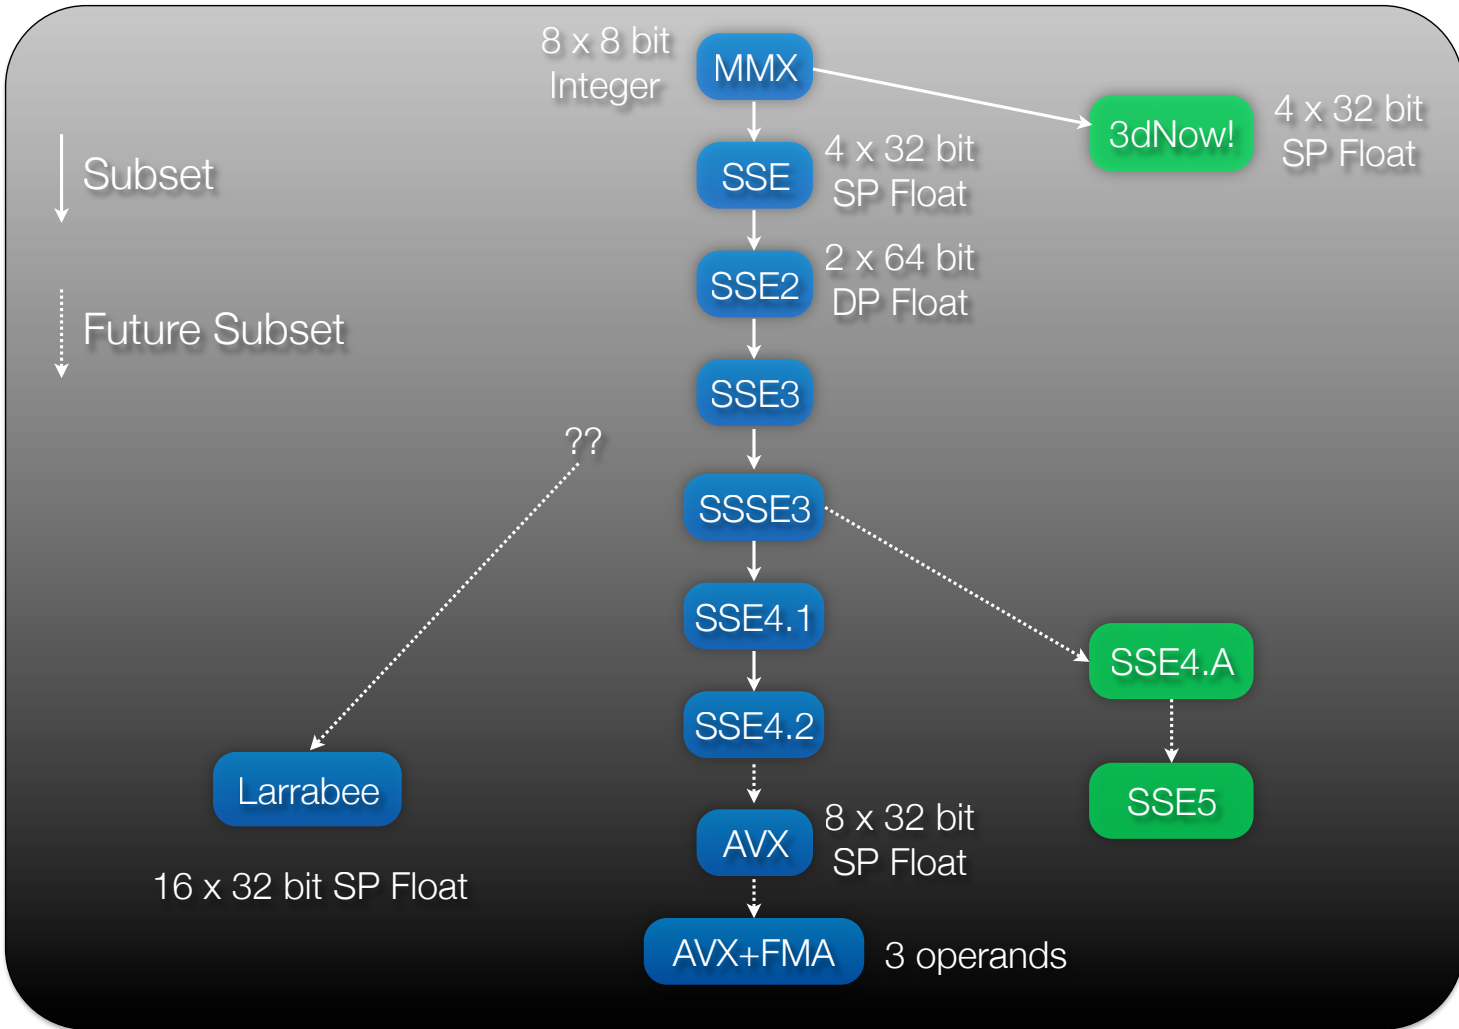 8 x 8 bit
Integer
MMX
3dNow!
4 x 32 bit
SP Float
Subset
SSE
4 x 32 bit
SP Float
SSE2
2 x 64 bit
DP Float
Future Subset
SSE3
??
SSSE3
SSE4.1
SSE4.A
SSE4.2
Larrabee
SSE5
AVX
8 x 32 bit
SP Float
16 x 32 bit SP Float
AVX+FMA
3 operands